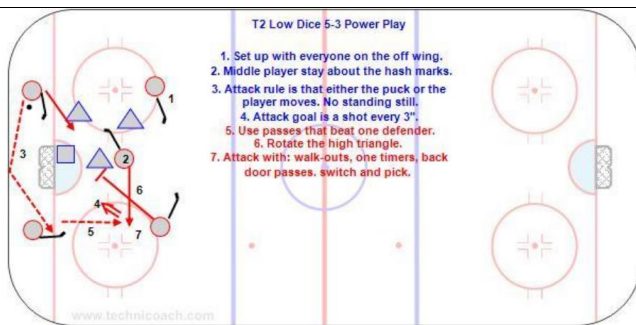 T2 Low Dice 5-3 Power Play
1. Set up with everyone on the off wing.
2. Middle player stay about the hash marks.
3. Attack rule is that either the puck or the
player moves. No standing still.
4. Attack goal is a shot every 3".
5. Use passes that beat one defender.
6. Rotate the high triangle.
7. Attack with: walk-outs, one timers, back
door passes. switch and pick.
1
2
3
6
4
5
7
www.technicoach.com